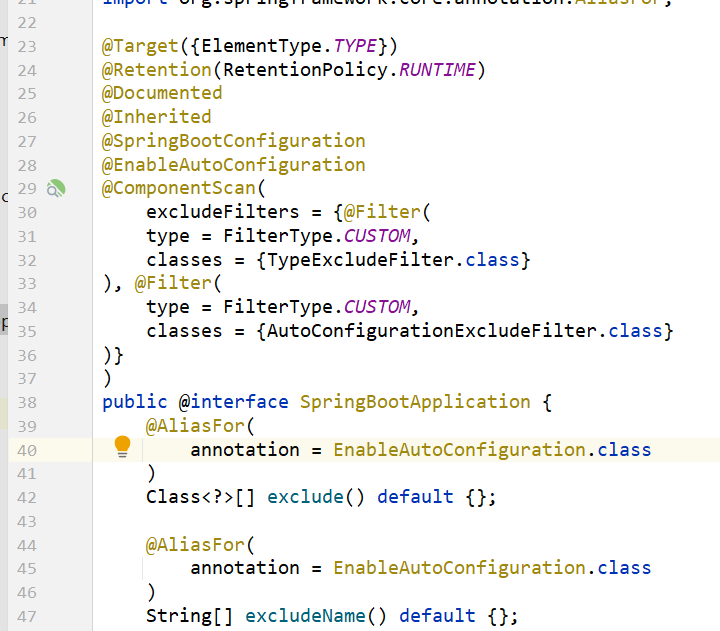 21 import org.springframework.core.annotation.AliasFor;
22
23 @Target({ElementType.TYPE})
24 @Retention(RetentionPolicy.RUNTIME)
25 @Documented
26 @Inherited
27 @SpringBootConfiguration
28 @EnableAutoConfiguration
29 @ComponentScan(
30     excludeFilters = {@Filter(
31     type = FilterType.CUSTOM,
32     classes = {TypeExcludeFilter.class}
33 ), @Filter(
34     type = FilterType.CUSTOM,
35     classes = {AutoConfigurationExcludeFilter.class}
36 )}
37 )
38 public @interface SpringBootApplication {
39     @AliasFor(
40         annotation = EnableAutoConfiguration.class
41     )
42     Class<?>[] exclude() default {};
43
44     @AliasFor(
45         annotation = EnableAutoConfiguration.class
46     )
47     String[] excludeName() default {};